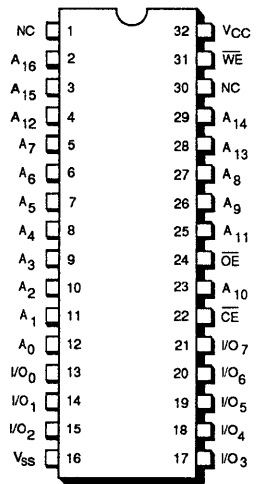 NC 1 32 VCC
A16 2 31 W̅E̅
A15 3 30 NC
A12 4 29 A14
A7 5 28 A13
A6 6 27 A8
A5 7 26 A9
A4 8 25 A11
A3 9 24 O̅E̅
A2 10 23 A10
A1 11 22 C̅E̅
A0 12 21 I/O7
I/O0 13 20 I/O6
I/O1 14 19 I/O5
I/O2 15 18 I/O4
VSS 16 17 I/O3